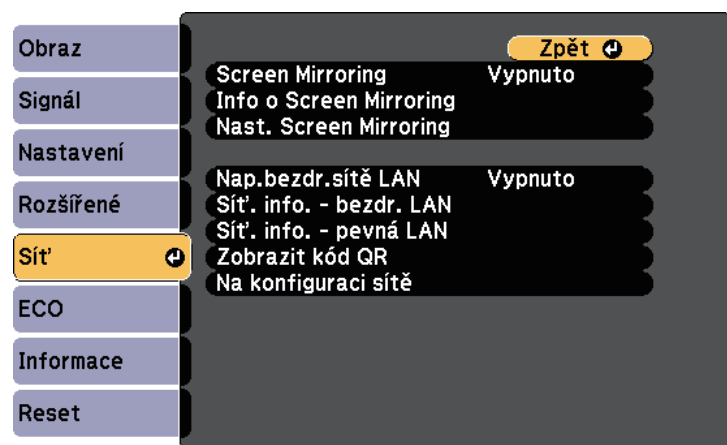 Obraz
Signál
Nastavení
Rozšířené
Síť
ECO
Informace
Reset
Zpět
Screen Mirroring Vypnuto
Info o Screen Mirroring
Nast. Screen Mirroring
Nap.bezdr.sítě LAN Vypnuto
Síť. info. - bezdr. LAN
Síť. info. - pevná LAN
Zobrazit kód QR
Na konfiguraci sítě